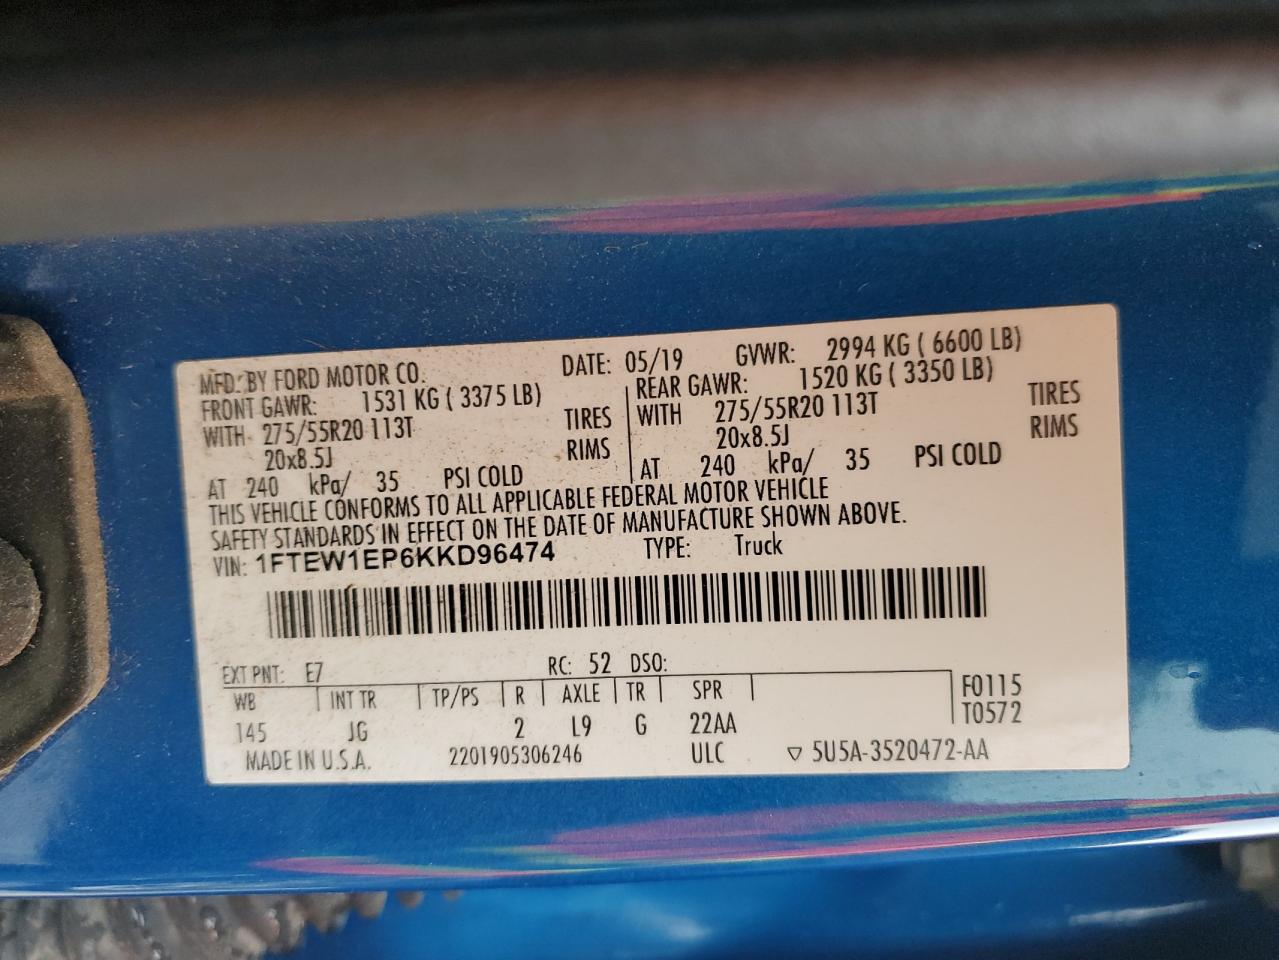 MFD. BY FORD MOTOR CO. DATE: 05/19 GVWR: 2994 KG ( 6600 LB)
FRONT GAWR: 1531 KG ( 3375 LB) REAR GAWR: 1520 KG ( 3350 LB)
WITH 275/55R20 113T TIRES WITH 275/55R20 113T TIRES
20x8.5J RIMS 20x8.5J RIMS
AT 240 kPa/ 35 PSI COLD AT 240 kPa/ 35 PSI COLD
THIS VEHICLE CONFORMS TO ALL APPLICABLE FEDERAL MOTOR VEHICLE
SAFETY STANDARDS IN EFFECT ON THE DATE OF MANUFACTURE SHOWN ABOVE.
VIN: 1FTEW1EP6KKD96474 TYPE: Truck
EXT PNT: E7 RC: 52 DSO:
WB INT TR TP/PS R AXLE TR SPR F0115
145 JG 2 L9 G 22AA T0572
MADE IN U.S.A. 2201905306246 ULC ▽ 5U5A-3520472-AA